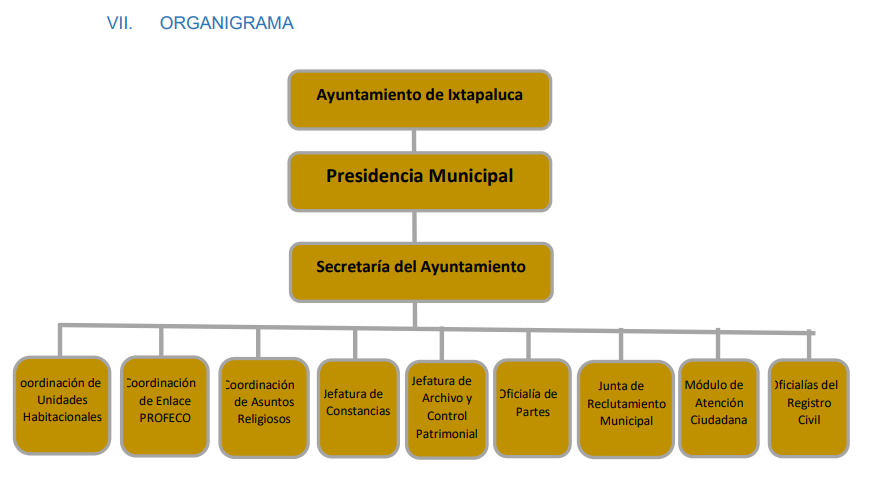 VII. ORGANIGRAMA
Ayuntamiento de Ixtapaluca
Presidencia Municipal
Secretaría del Ayuntamiento
oordinación de
Unidades
Habitacionales
Coordinación
de Enlace
PROFECO
Coordinación
de Asuntos
Religiosos
Jefatura de
Constancias
Jefatura de
Archivo y
Control
Patrimonial
Oficialía de
Partes
Junta de
Reclutamiento
Municipal
Módulo de
Atención
Ciudadana
Oficialías del
Registro
Civil